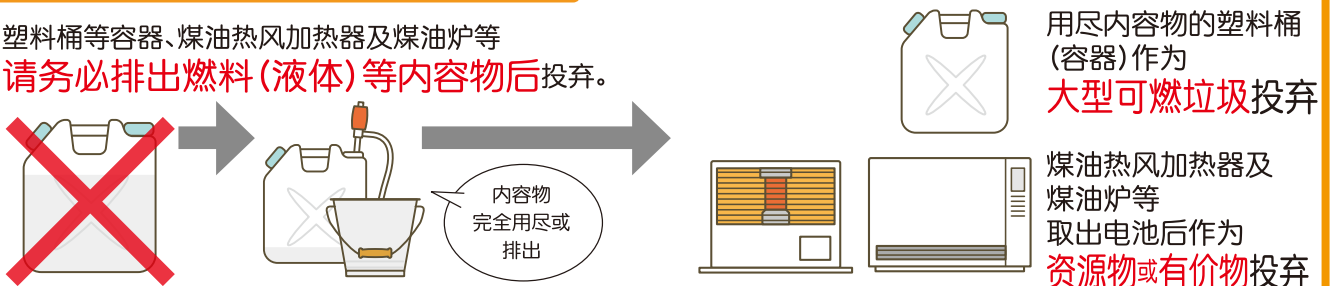 塑料桶等容器、煤油热风加热器及煤油炉等
请务必排出燃料(液体)等内容物后投弃。
内容物
完全用尽或
排出
用尽内容物的塑料桶
(容器)作为
大型可燃垃圾投弃
煤油热风加热器及
煤油炉等
取出电池后作为
资源物或有价物投弃